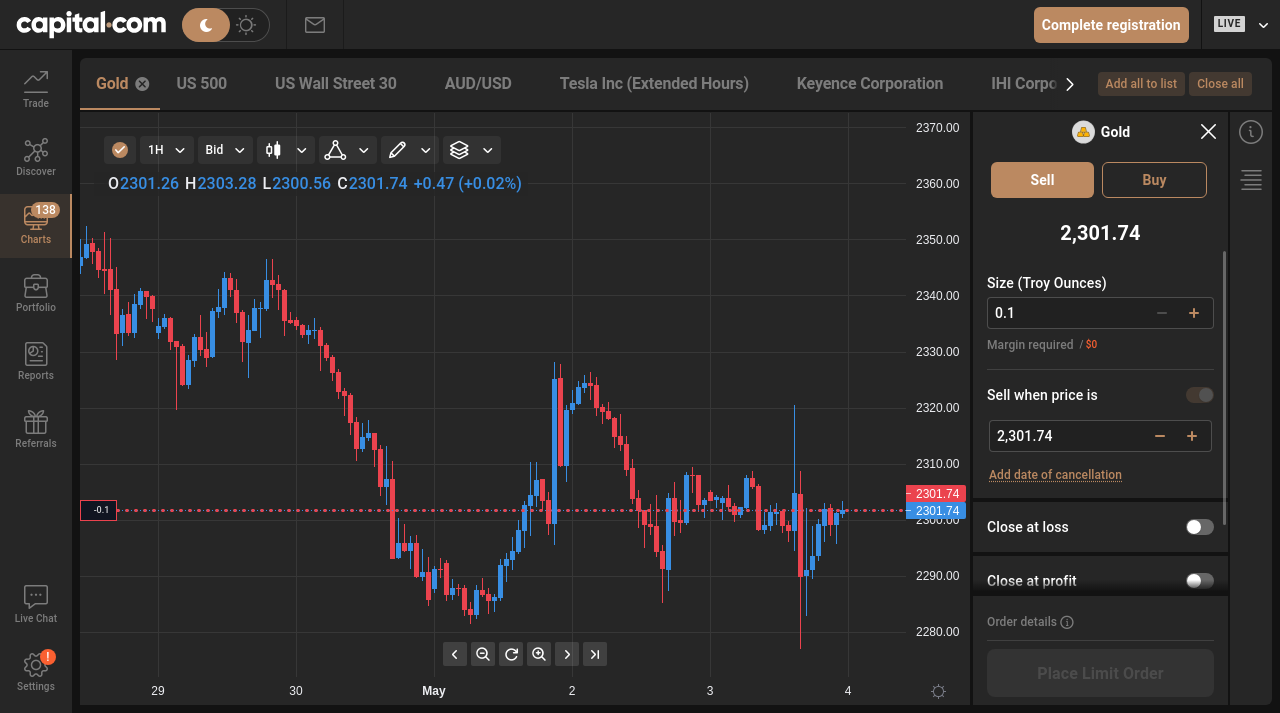 capital.com
Complete registration
LIVE
Trade
Discover
138
Charts
Portfolio
Reports
Referrals
Live Chat
!
Settings
Gold
US 500
US Wall Street 30
AUD/USD
Tesla Inc (Extended Hours)
Keyence Corporation
IHI Corpo
Add all to list
Close all
1H
Bid
O2301.26 H2303.28 L2300.56 C2301.74 +0.47 (+0.02%)
2370.00
2360.00
2350.00
2340.00
2330.00
2320.00
2310.00
2301.74
2301.74
2300.00
2290.00
2280.00
-0.1
29
30
May
2
3
4
Gold
Sell
Buy
2,301.74
Size (Troy Ounces)
0.1
Margin required / $0
Sell when price is
2,301.74
Add date of cancellation
Close at loss
Close at profit
Order details
Place Limit Order